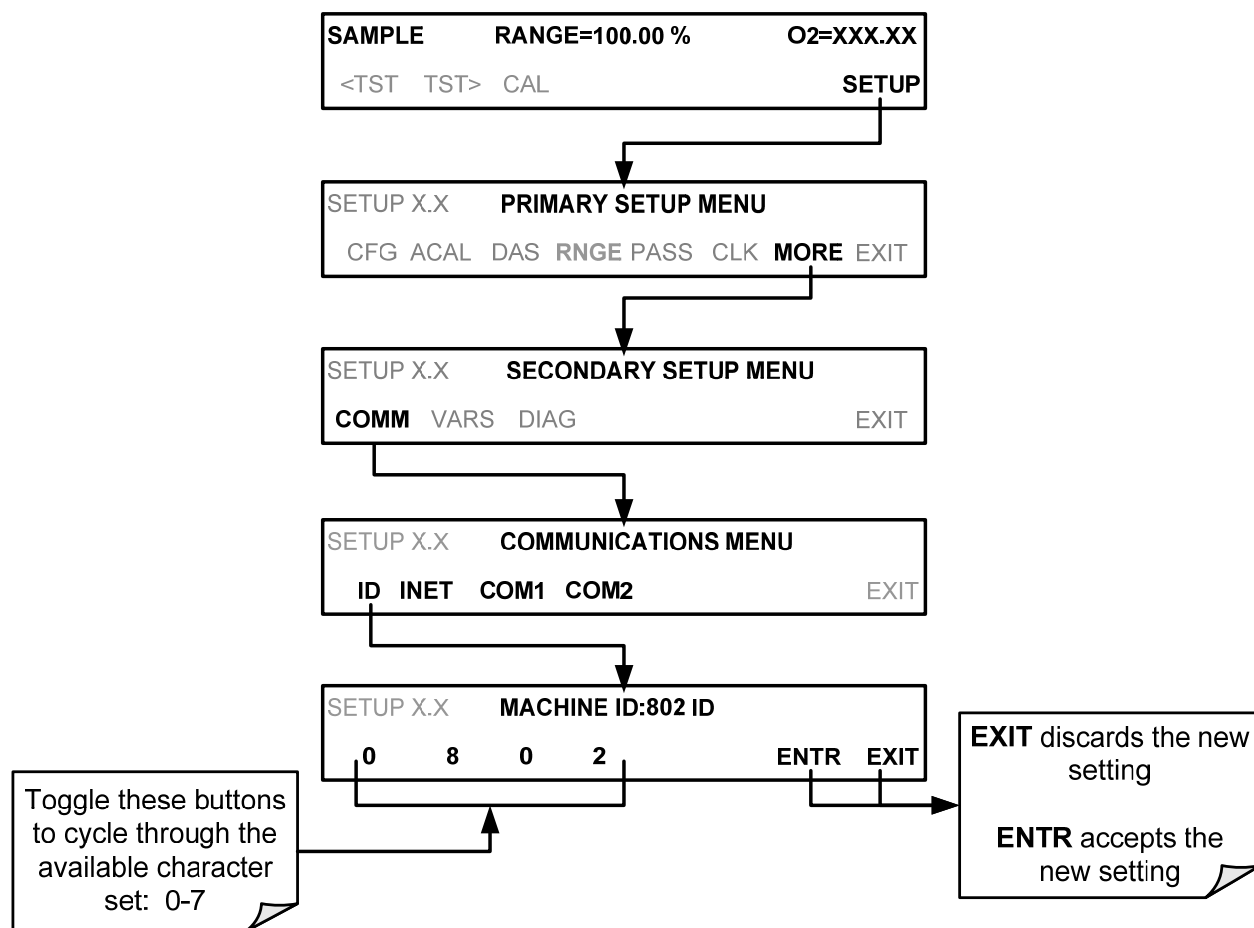 SAMPLE RANGE=100.00 % O2=XXX.XX
<TST TST> CAL SETUP
SETUP X.X PRIMARY SETUP MENU
CFG ACAL DAS RNGE PASS CLK MORE EXIT
SETUP X.X SECONDARY SETUP MENU
COMM VARS DIAG EXIT
SETUP X.X COMMUNICATIONS MENU
ID INET COM1 COM2 EXIT
SETUP X.X MACHINE ID:802 ID
0 8 0 2 ENTR EXIT
Toggle these buttons
to cycle through the
available character
set: 0-7
EXIT discards the new
setting
ENTR accepts the
new setting